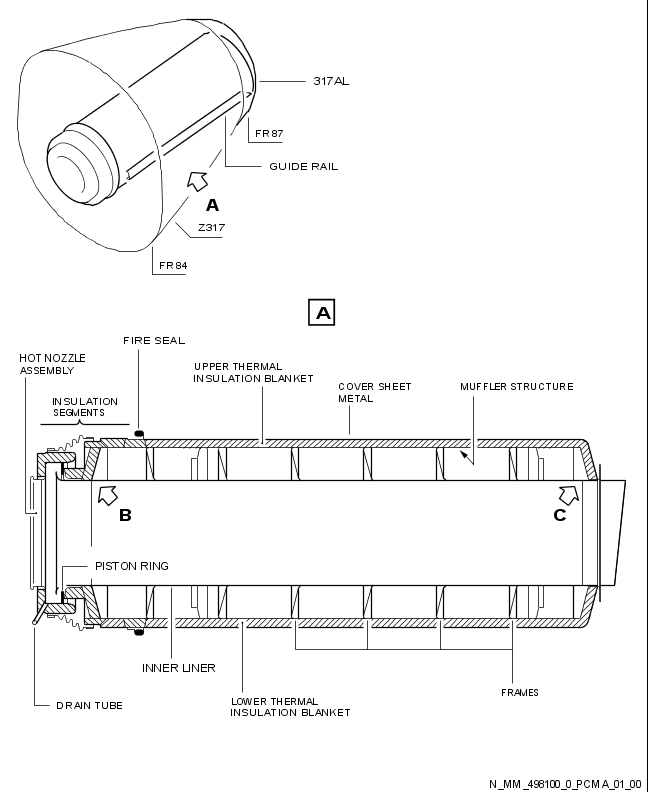 317AL
FR87
GUIDE RAIL
A
Z317
FR84
A
FIRE SEAL
HOT NOZZLE
ASSEMBLY
UPPER THERMAL
INSULATION BLANKET
COVER SHEET
METAL
MUFFLER STRUCTURE
INSULATION
SEGMENTS
B
C
PISTON RING
INNER LINER
DRAIN TUBE
LOWER THERMAL
INSULATION BLANKET
FRAMES
N_MM_498100_0_PCMA_01_00